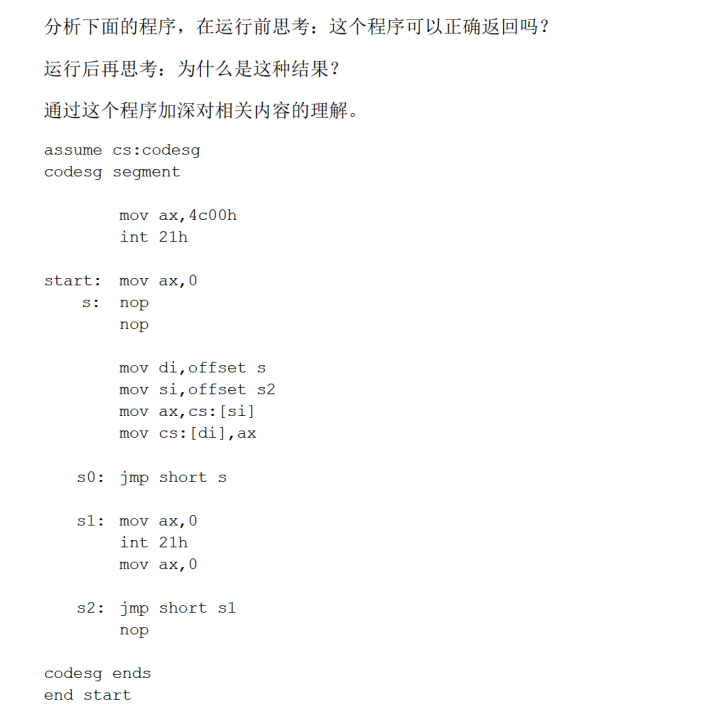 分析下面的程序，在运行前思考：这个程序可以正确返回吗？
运行后再思考：为什么是这种结果？
通过这个程序加深对相关内容的理解。
assume cs:codesg
codesg segment
mov ax,4c00h
int 21h
start: mov ax,0
s: nop
nop
mov di,offset s
mov si,offset s2
mov ax,cs:[si]
mov cs:[di],ax
s0: jmp short s
s1: mov ax,0
int 21h
mov ax,0
s2: jmp short s1
nop
codesg ends
end start